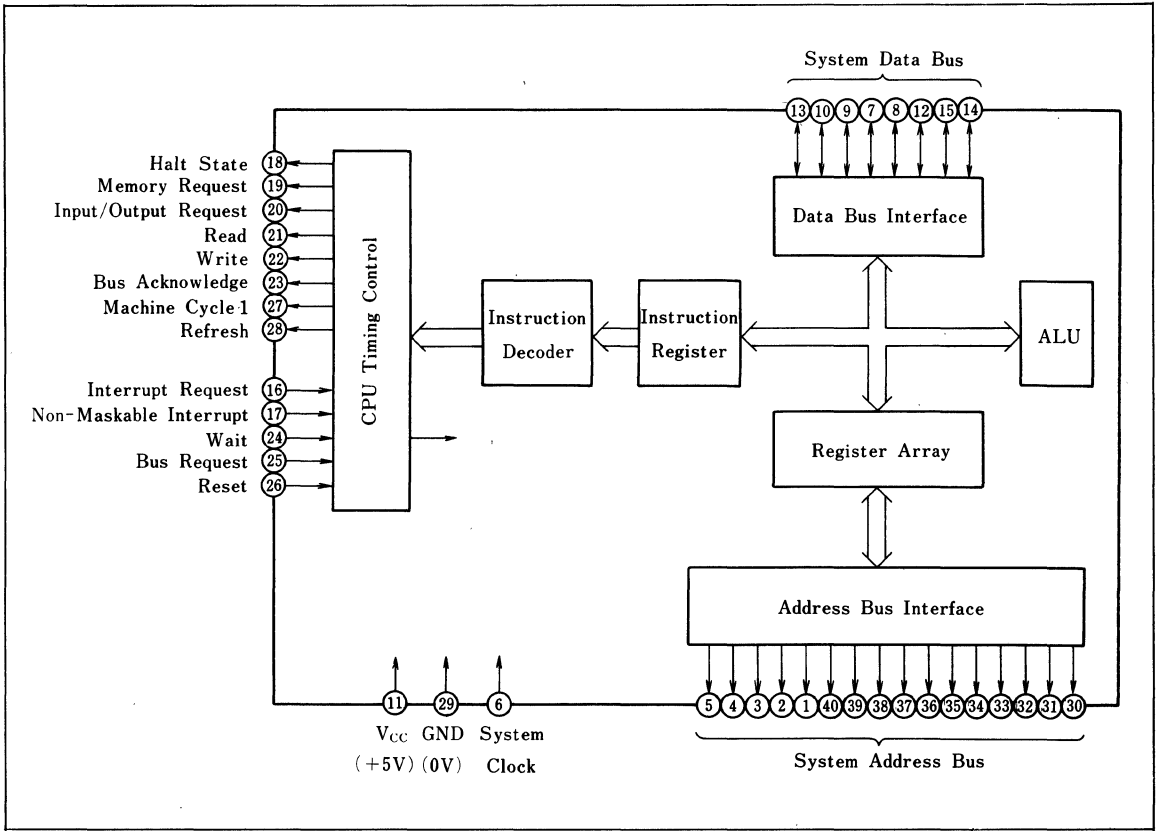 System Data Bus
13 10 9 7 8 12 15 14
Halt State 18
Memory Request 19
Input/Output Request 20
Read 21
Write 22
Bus Acknowledge 23
Machine Cycle 1 27
Refresh 28
Interrupt Request 16
Non-Maskable Interrupt 17
Wait 24
Bus Request 25
Reset 26
CPU Timing Control
Instruction
Decoder
Instruction
Register
Data Bus Interface
ALU
Register Array
Address Bus Interface
11 29 6
VCC GND System
(+5V) (0V) Clock
5 4 3 2 1 40 39 38 37 36 35 34 33 32 31 30
System Address Bus